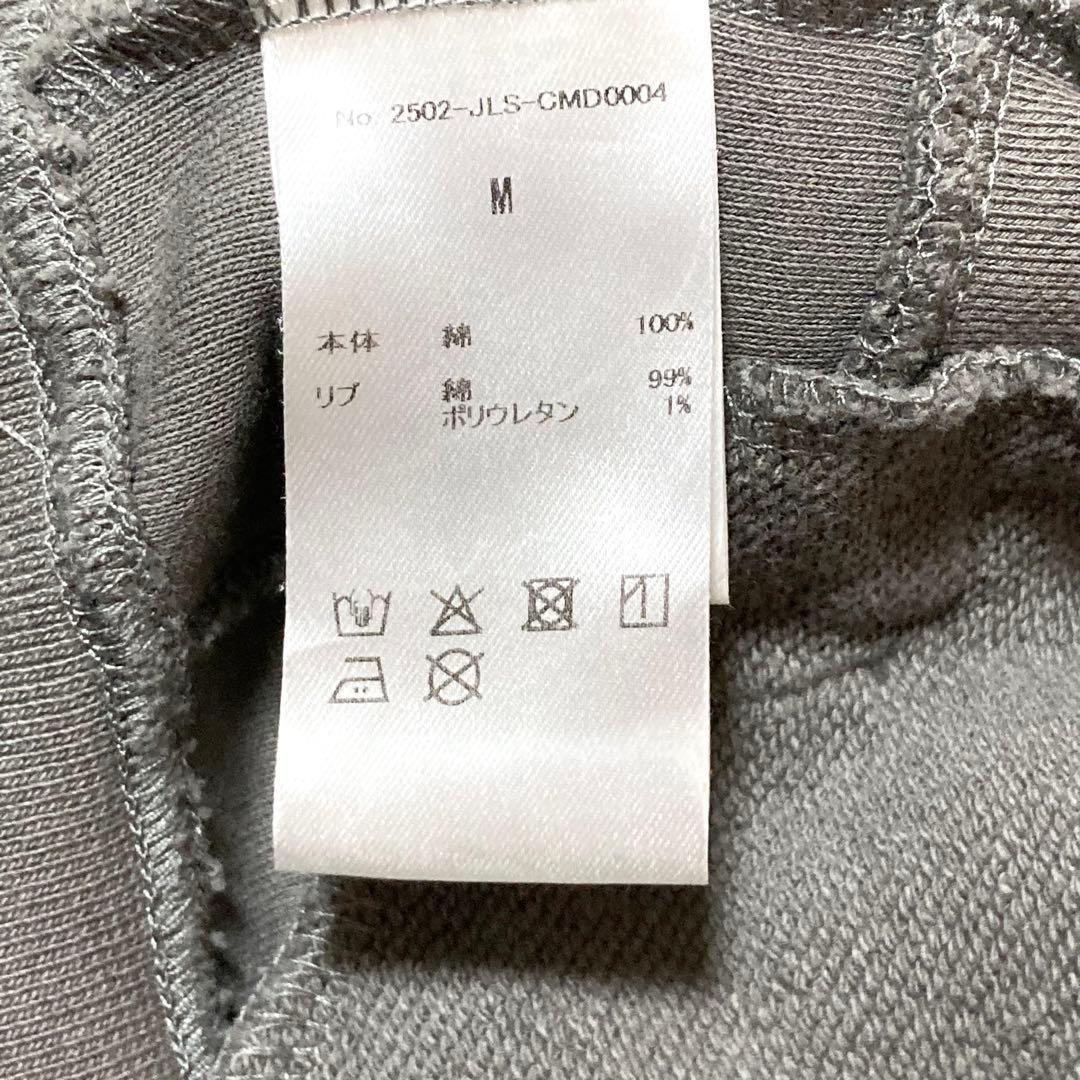 No. 2502-JLS-CMD0004
M
本体 綿 100%
リブ 綿 99%
ポリウレタン 1%